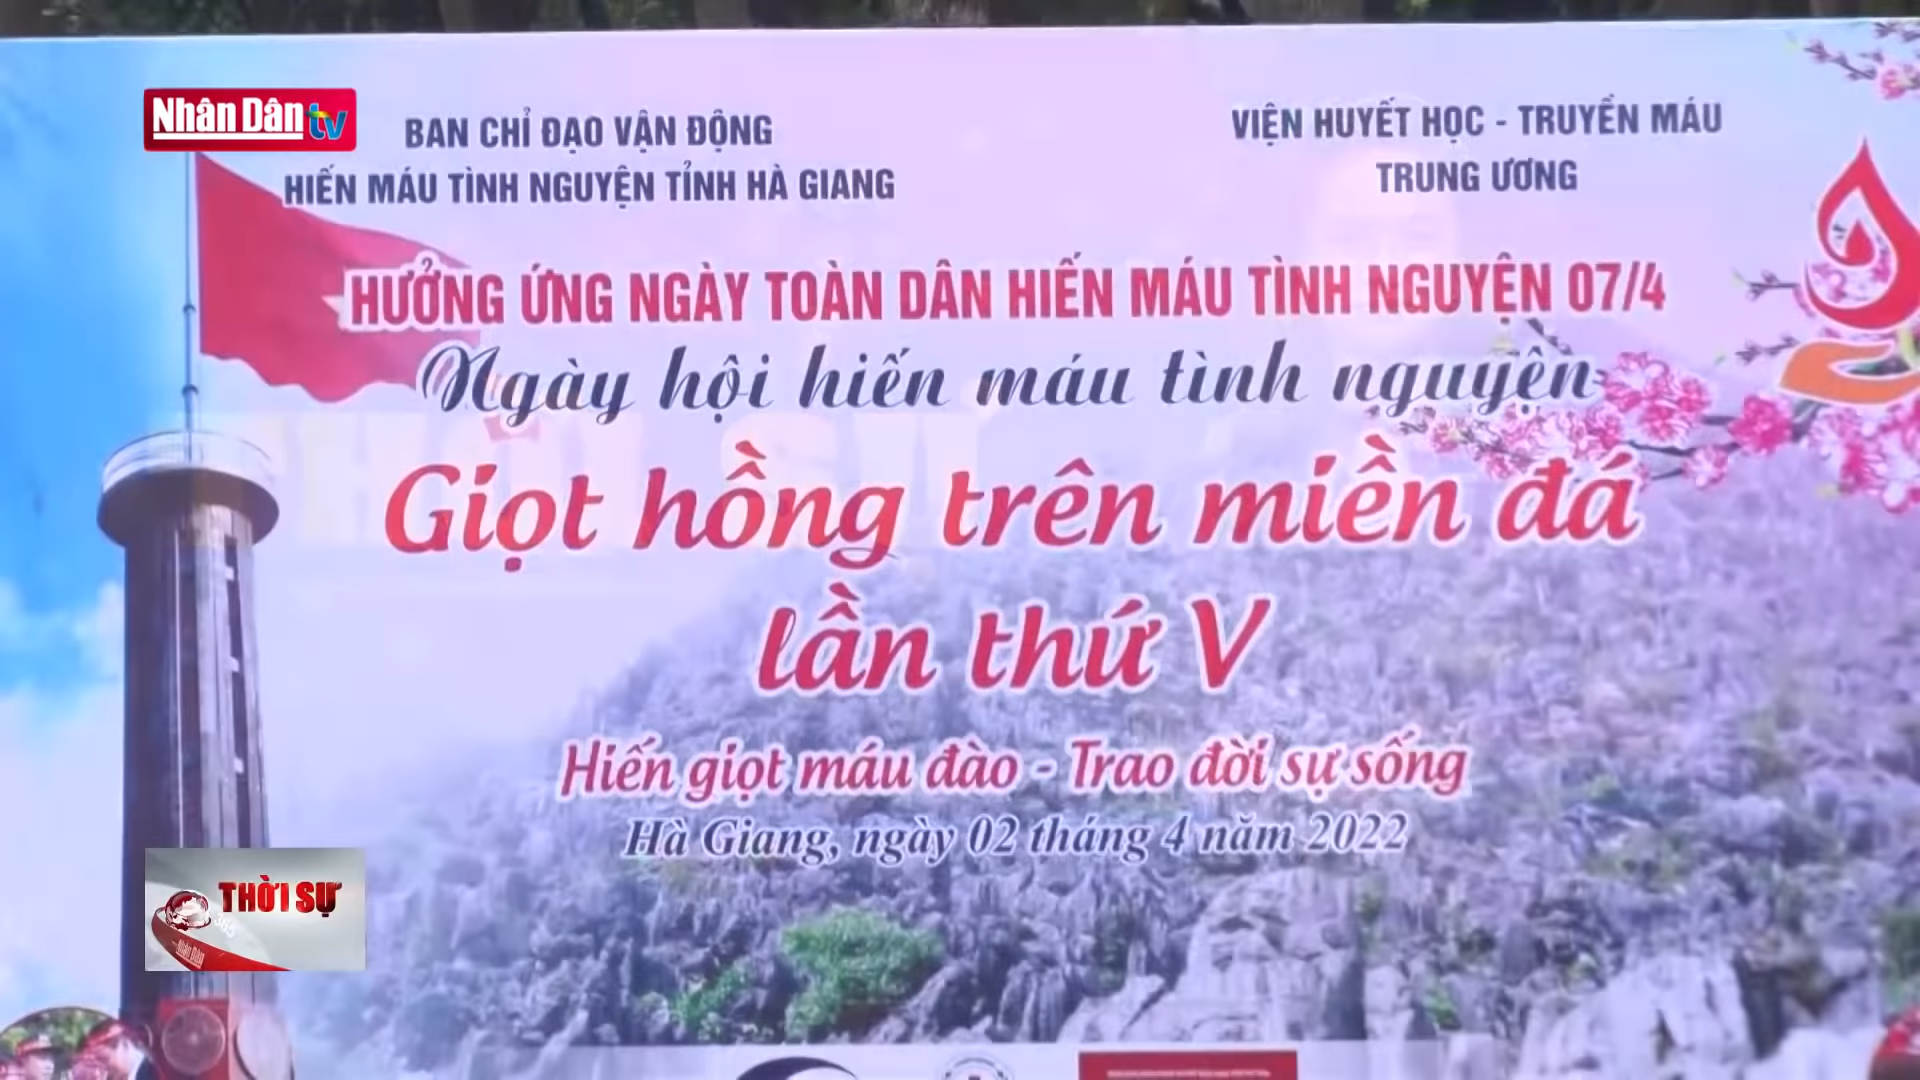 Nhân Dân tv
BAN CHỈ ĐẠO VẬN ĐỘNG
HIẾN MÁU TÌNH NGUYỆN TỈNH HÀ GIANG
VIỆN HUYẾT HỌC - TRUYỀN MÁU
TRUNG ƯƠNG
HƯỞNG ỨNG NGÀY TOÀN DÂN HIẾN MÁU TÌNH NGUYỆN 07/4
Ngày hội hiến máu tình nguyện
Giọt hồng trên miền đá
lần thứ V
Hiến giọt máu đào - Trao đời sự sống
Hà Giang, ngày 02 tháng 4 năm 2022
THỜI SỰ
365
Nhân Dân